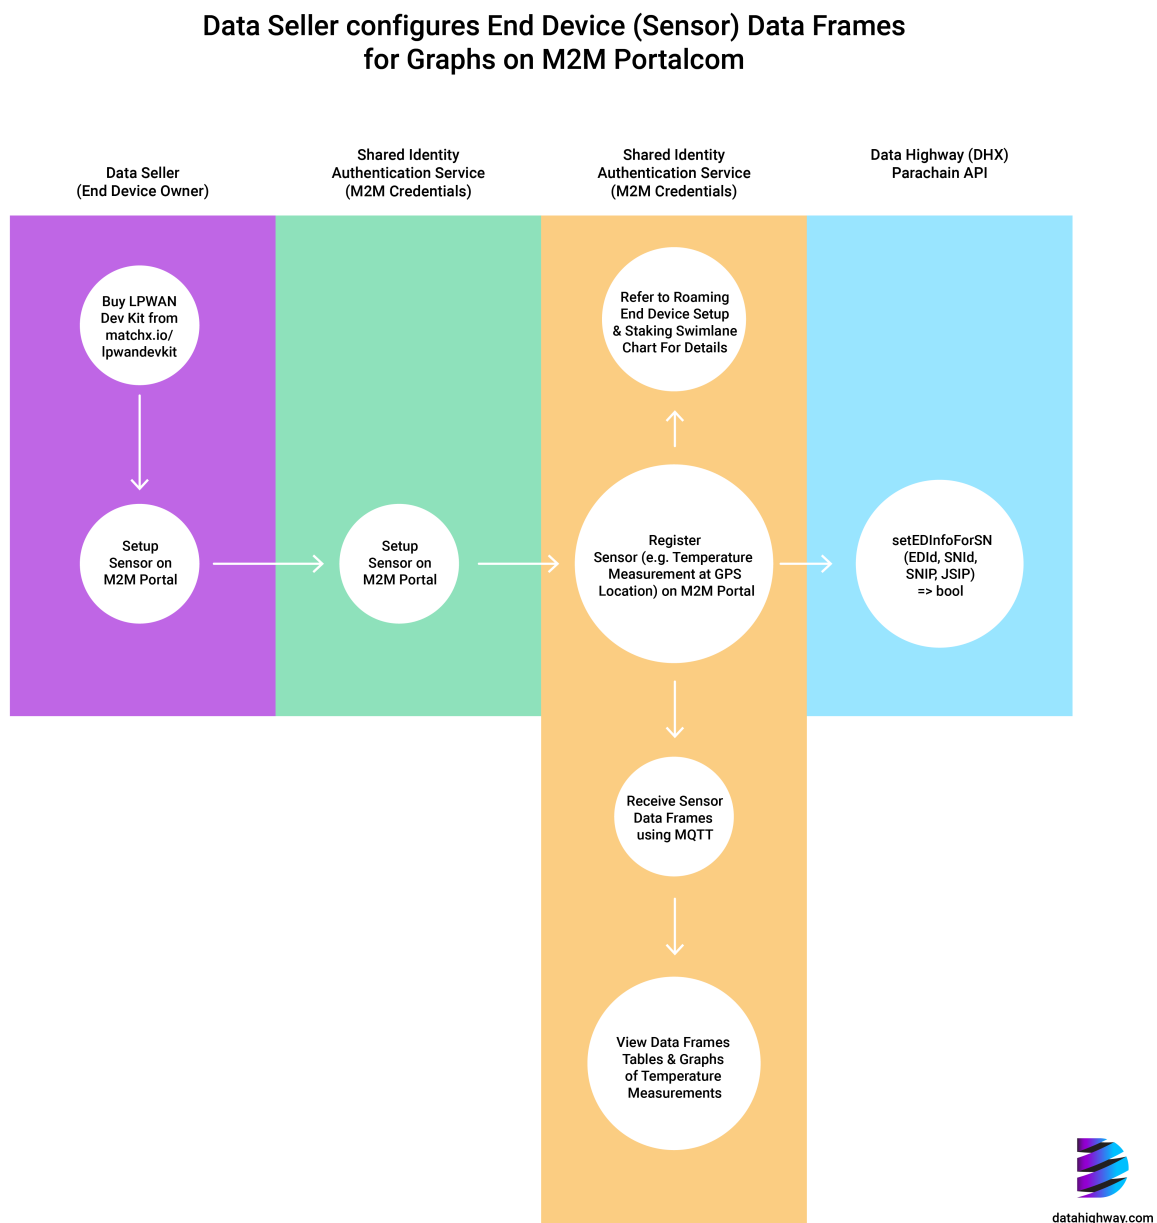 Data Seller configures End Device (Sensor) Data Frames
for Graphs on M2M Portalcom
Data Seller
(End Device Owner)
Shared Identity
Authentication Service
(M2M Credentials)
Shared Identity
Authentication Service
(M2M Credentials)
Data Highway (DHX)
Parachain API
Buy LPWAN
Dev Kit from
matchx.io/
lpwandevkit
Refer to Roaming
End Device Setup
& Staking Swimlane
Chart For Details
Setup
Sensor on
M2M Portal
Setup
Sensor on
M2M Portal
Register
Sensor (e.g. Temperature
Measurement at GPS
Location) on M2M Portal
setEDInfoForSN
(EDId, SNId,
SNIP, JSIP)
=> bool
Receive Sensor
Data Frames
using MQTT
View Data Frames
Tables & Graphs
of Temperature
Measurements
datahighway.com